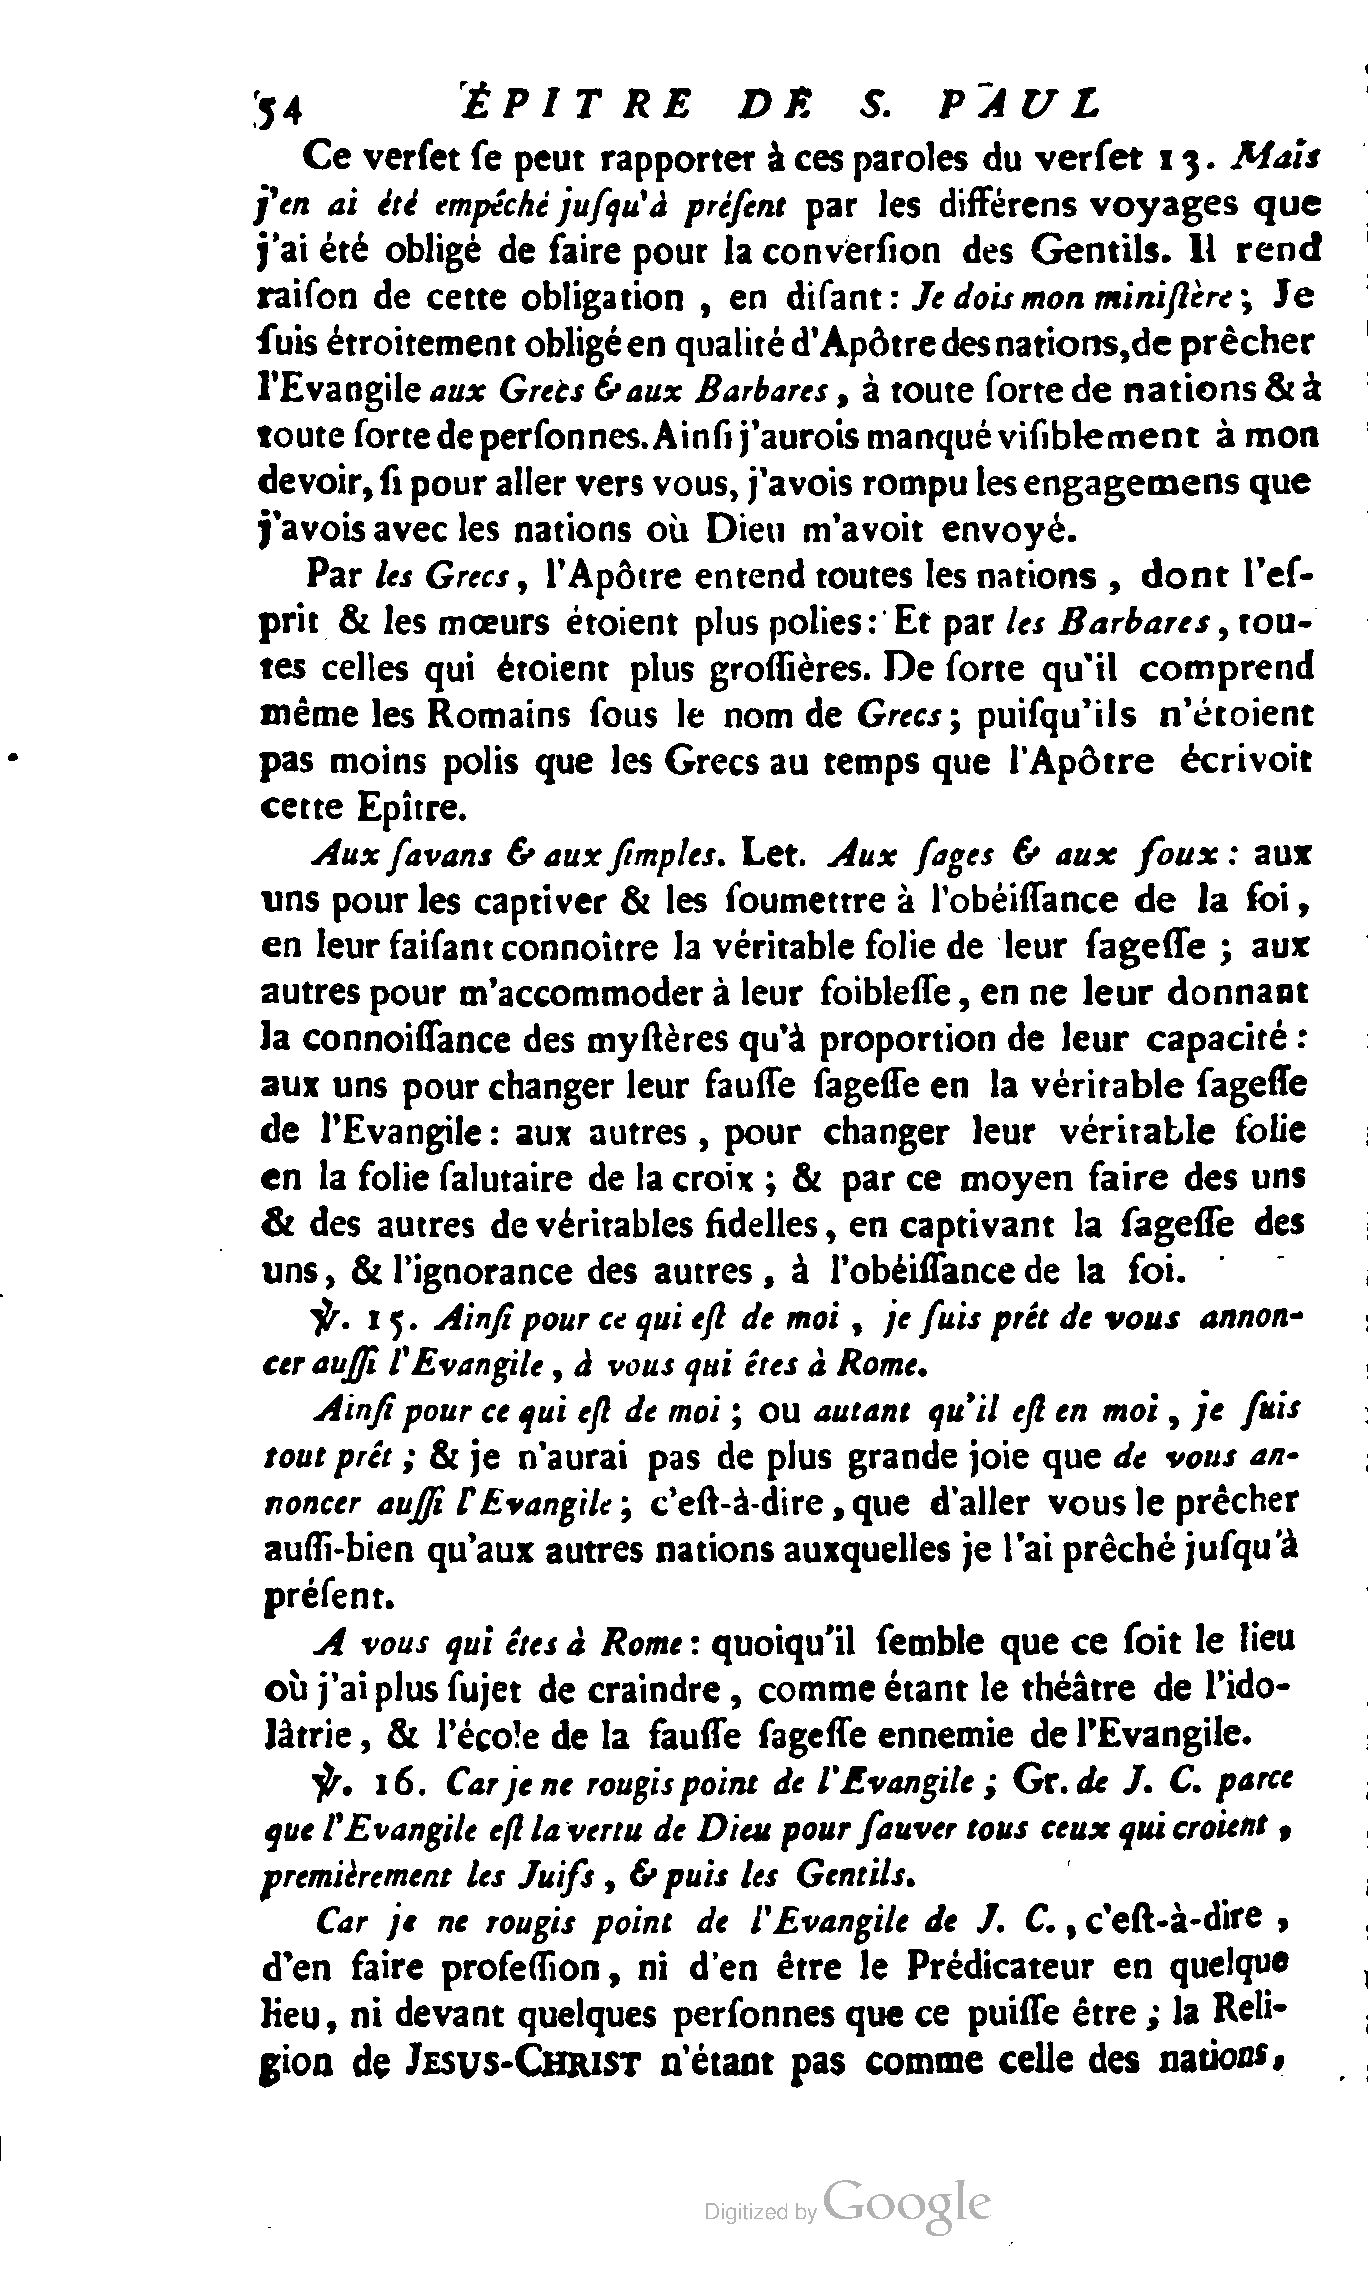 54 ÉPITRE DE S. PAUL
Ce verſet ſe peut rapporter à ces paroles du verſet 13. Mais
j'en ai été empêché juſqu'à préſent par les différens voyages que
j'ai été obligé de faire pour la converſion des Gentils. Il rend
raiſon de cette obligation , en diſant : Je dois mon miniſtère ; Je
ſuis étroitement obligé en qualité d'Apôtre des nations, de prêcher
l'Evangile aux Grecs & aux Barbares , à toute ſorte de nations & à
toute ſorte de perſonnes. Ainſi j'aurois manqué viſiblement à mon
devoir, ſi pour aller vers vous, j'avois rompu les engagemens que
j'avois avec les nations où Dieu m'avoit envoyé.
Par les Grecs , l'Apôtre entend toutes les nations , dont l'eſ-
prit & les mœurs étoient plus polies : Et par les Barbares , tou-
tes celles qui étoient plus groſſières. De ſorte qu'il comprend
même les Romains ſous le nom de Grecs ; puiſqu'ils n'étoient
pas moins polis que les Grecs au temps que l'Apôtre écrivoit
cette Epître.
Aux ſavans & aux ſimples. Let. Aux ſages & aux foux : aux
uns pour les captiver & les ſoumettre à l'obéiſſance de la foi ,
en leur faiſant connoître la véritable folie de leur ſageſſe ; aux
autres pour m'accommoder à leur foibleſſe , en ne leur donnant
la connoiſſance des myſtères qu'à proportion de leur capacité :
aux uns pour changer leur fauſſe ſageſſe en la véritable ſageſſe
de l'Evangile : aux autres , pour changer leur véritable folie
en la folie ſalutaire de la croix ; & par ce moyen faire des uns
& des autres de véritables fidelles , en captivant la ſageſſe des
uns , & l'ignorance des autres , à l'obéiſſance de la foi.
℣. 15. Ainſi pour ce qui eſt de moi , je ſuis prêt de vous annon-
cer auſſi l'Evangile , à vous qui êtes à Rome.
Ainſi pour ce qui eſt de moi ; ou autant qu'il eſt en moi , je ſuis
tout prêt ; & je n'aurai pas de plus grande joie que de vous an-
noncer auſſi l'Evangile ; c'eſt-à-dire , que d'aller vous le prêcher
auſſi-bien qu'aux autres nations auxquelles je l'ai prêché juſqu'à
préſent.
A vous qui êtes à Rome : quoiqu'il ſemble que ce ſoit le lieu
où j'ai plus ſujet de craindre , comme étant le théâtre de l'ido-
lâtrie , & l'école de la fauſſe ſageſſe ennemie de l'Evangile.
℣. 16. Car je ne rougis point de l'Evangile ; Gr. de J. C. parce
que l'Evangile eſt la vertu de Dieu pour ſauver tous ceux qui croient ,
premièrement les Juifs , & puis les Gentils.
Car je ne rougis point de l'Evangile de J. C. , c'eſt-à-dire ,
d'en faire profeſſion , ni d'en être le Prédicateur en quelque
lieu , ni devant quelques perſonnes que ce puiſſe être ; la Reli-
gion de JESUS-CHRIST n'étant pas comme celle des nations ,
Digitized by Google